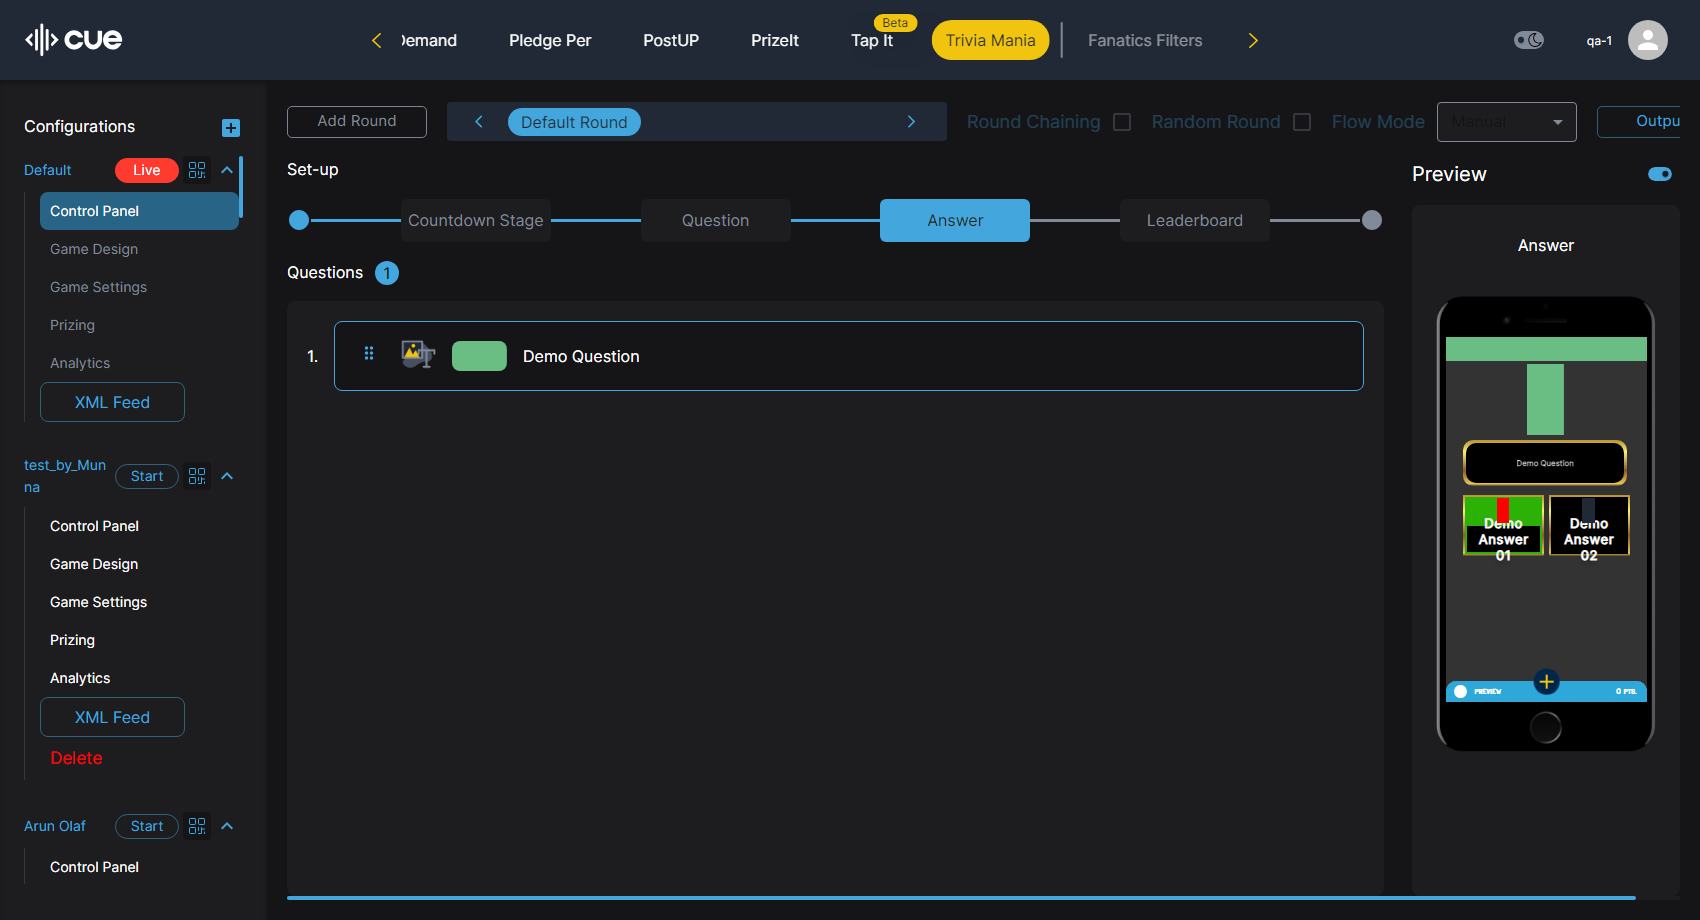 cue
Demand
Pledge Per
PostUP
PrizeIt
Tap It
Beta
Trivia Mania
Fanatics Filters
qa-1
Configurations
Default
Live
Control Panel
Game Design
Game Settings
Prizing
Analytics
XML Feed
test_by_Mun
na
Start
Control Panel
Game Design
Game Settings
Prizing
Analytics
XML Feed
Delete
Arun Olaf
Start
Control Panel
Add Round
Default Round
Round Chaining
Random Round
Flow Mode
Manual
Outpu
Set-up
Countdown Stage
Question
Answer
Leaderboard
Questions 1
1.
Demo Question
Preview
Answer
Demo Question
Demo
Answer
01
Demo
Answer
02
PREVIEW
0 PTS.